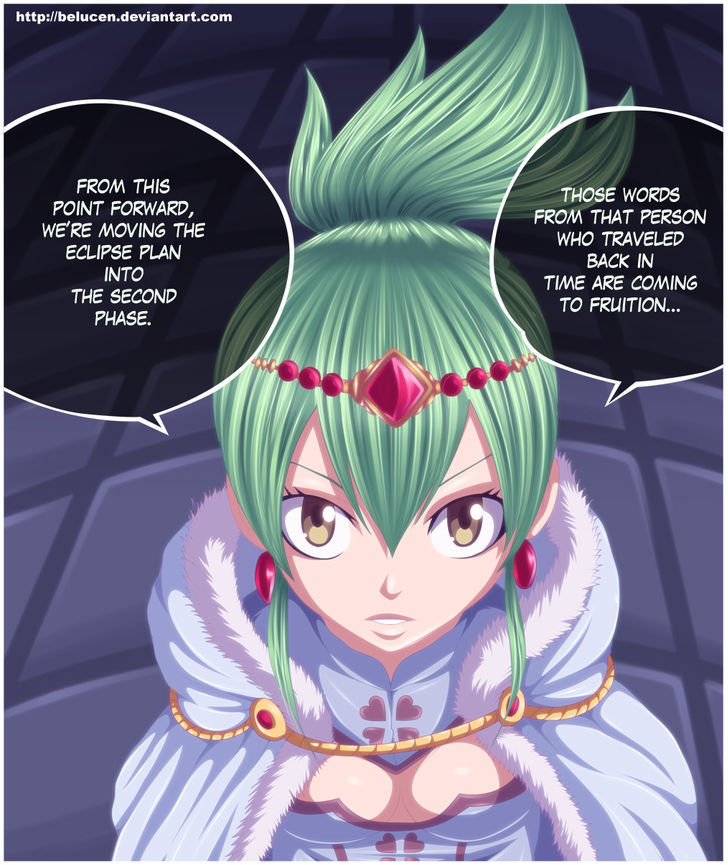 http://belucen.deviantart.com
THOSE WORDS
FROM THAT PERSON
WHO TRAVELED
BACK IN
TIME ARE COMING
TO FRUITION...
FROM THIS
POINT FORWARD,
WE'RE MOVING THE
ECLIPSE PLAN
INTO
THE SECOND
PHASE.